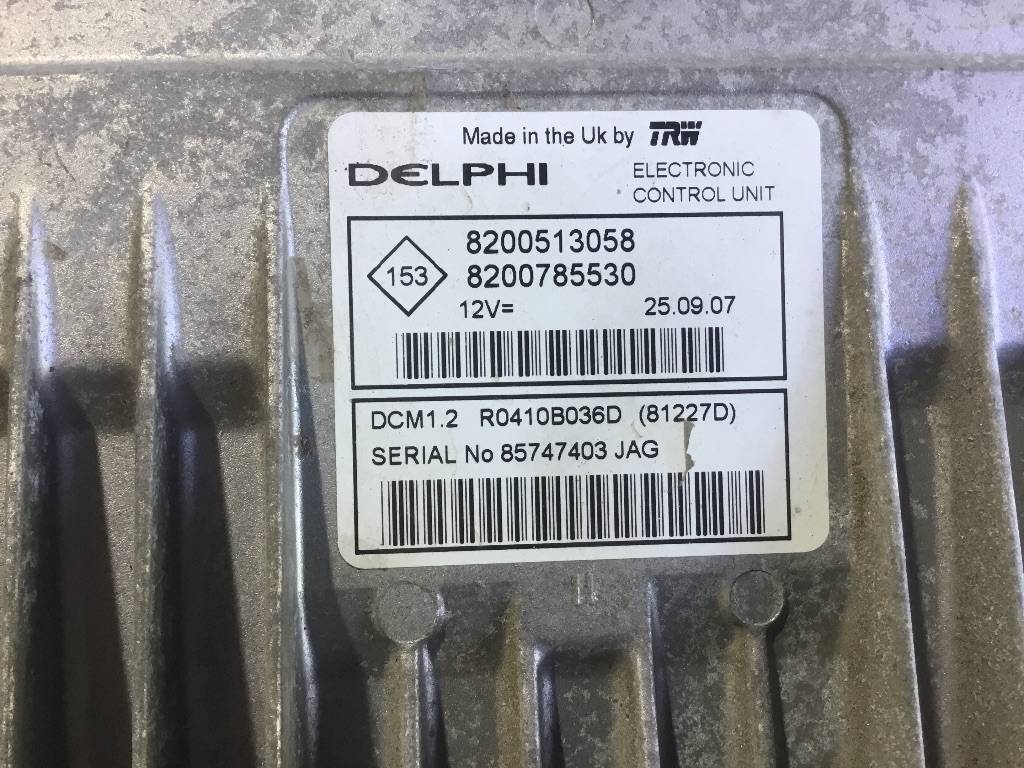 Made in the Uk by TRW
DELPHI
ELECTRONIC
CONTROL UNIT
153
8200513058
8200785530
12V= 25.09.07
DCM1.2 R0410B036D (81227D)
SERIAL No 85747403 JAG